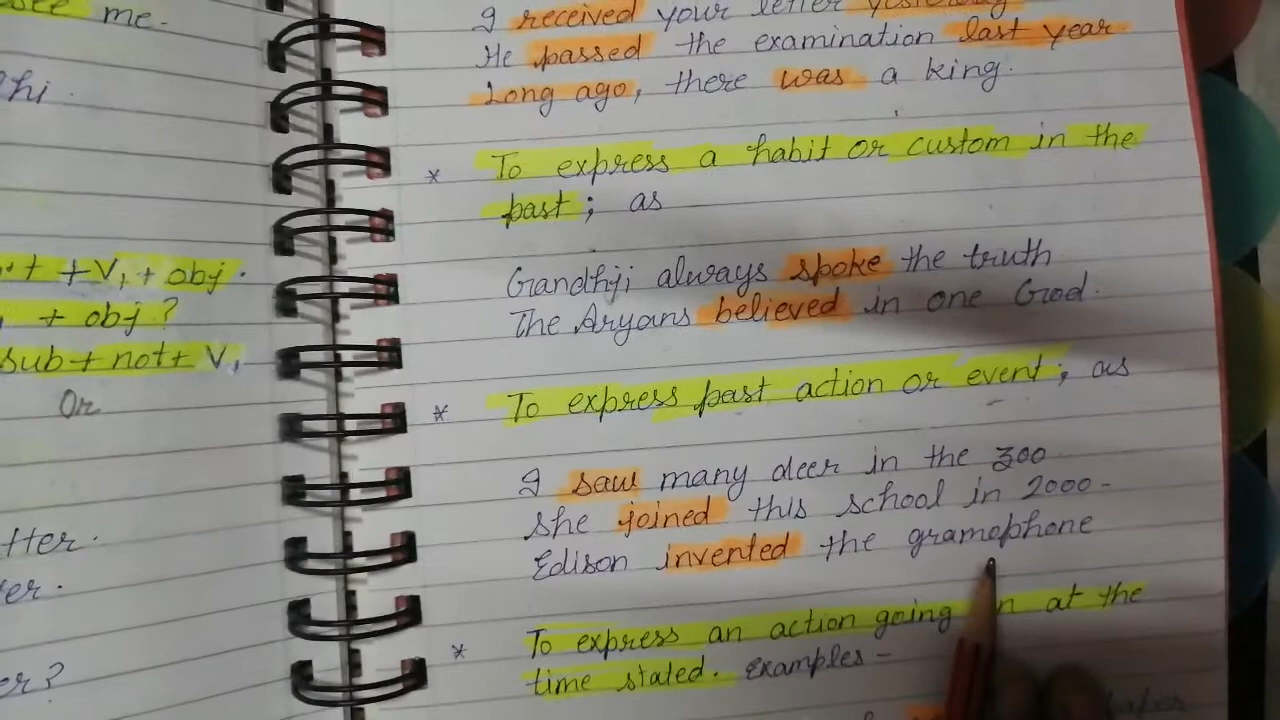 see me.
hi.
t + V₁ + obj.
+ obj ?
sub + not + V₁
Or
tter.
er.
er?
I received your letter yesterday
He passed the examination last year
Long ago, there was a king.
* To express a habit or custom in the
past ; as
Gandhiji always spoke the truth
The Aryans believed in one God.
* To express past action or event ; as
I saw many deer in the zoo
She joined this school in 2000-
Edison invented the gramophone
* To express an action going n at the
time stated. Examples -